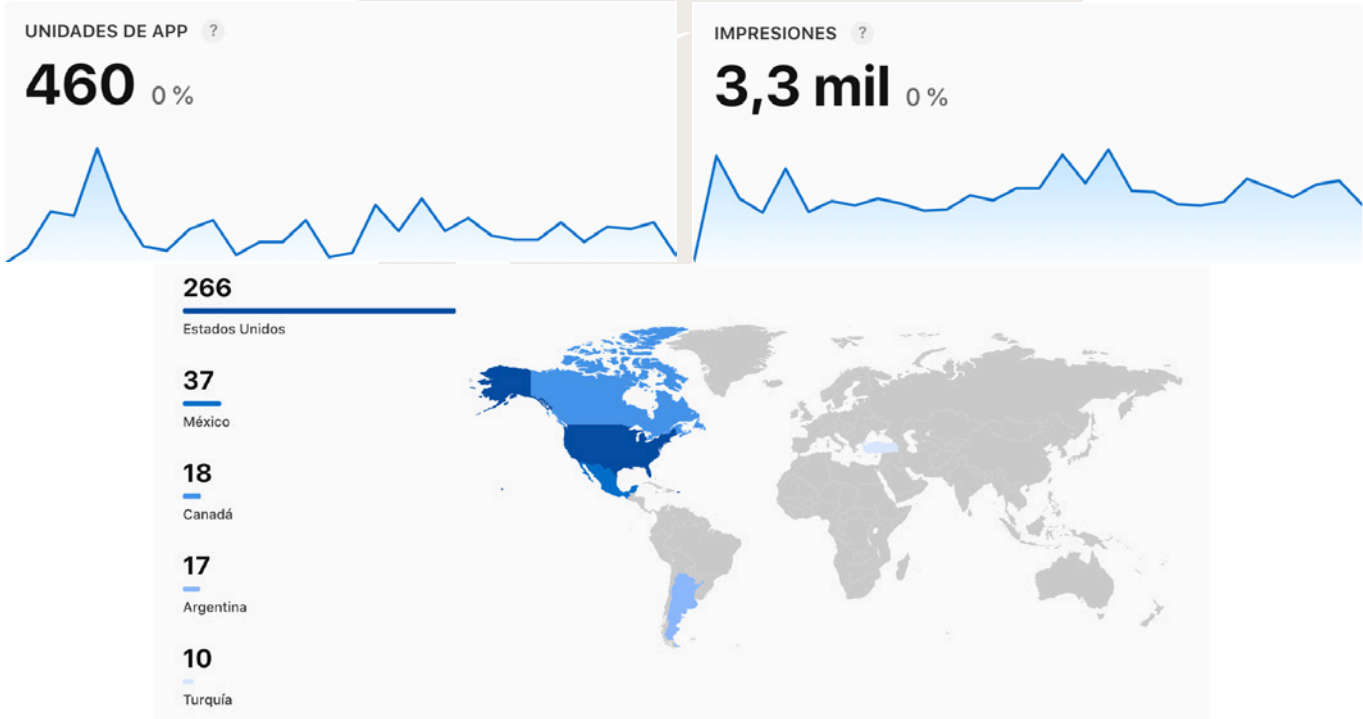 UNIDADES DE APP ?
460 0 %
IMPRESIONES ?
3,3 mil 0 %
266
Estados Unidos
37
México
18
Canadá
17
Argentina
10
Turquía